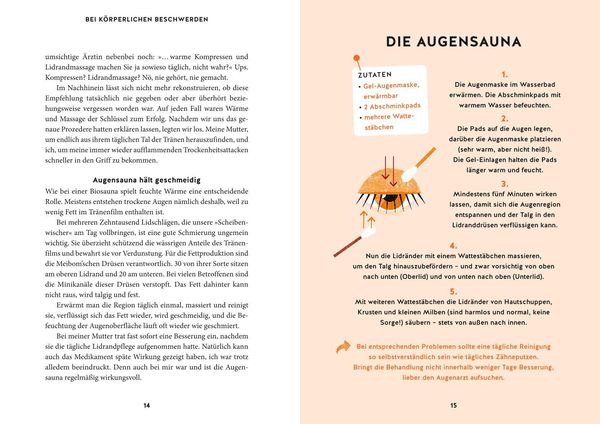 BEI KÖRPERLICHEN BESCHWERDEN
umsichtige Ärztin nebenbei noch: »… warme Kompressen und
Lidrandmassage machen Sie ja sowieso täglich, nicht wahr?« Ups.
Kompressen? Lidrandmassage? Nö, nie gehört, nie gemacht.
Im Nachhinein lässt sich nicht mehr rekonstruieren, ob diese
Empfehlung tatsächlich nie gegeben oder aber überhört bezie-
hungsweise vergessen worden war. Auf jeden Fall waren Wärme
und Massage der Schlüssel zum Erfolg. Nachdem wir uns das ge-
naue Prozedere hatten erklären lassen, legten wir los. Meine Mutter,
um endlich aus ihrem täglichen Tal der Tränen herauszufinden, und
ich, um meine immer wieder aufflammenden Trockenheitsattacken
schneller in den Griff zu bekommen.
Augensauna hält geschmeidig
Wie bei einer Biosauna spielt feuchte Wärme eine entscheidende
Rolle. Meistens entstehen trockene Augen nämlich deshalb, weil zu
wenig Fett im Tränenfilm enthalten ist.
Bei mehreren Zehntausend Lidschlägen, die unsere »Scheiben-
wischer« am Tag vollbringen, ist eine gute Schmierung ungemein
wichtig. Sie überzieht schützend die wässrigen Anteile des Tränen-
films und bewahrt sie vor Verdunstung. Für die Fettproduktion sind
die Meibom'schen Drüsen verantwortlich. 30 von ihrer Sorte sitzen
am oberen Lidrand und 20 am unteren. Bei vielen Betroffenen sind
die Minikanäle dieser Drüsen verstopft. Das Fett dahinter kann
nicht raus, wird talgig und fest.
Erwärmt man die Region täglich einmal, massiert und reinigt
sie, verflüssigt sich das Fett wieder, wird geschmeidig, und die Be-
feuchtung der Augenoberfläche läuft oft wieder wie geschmiert.
Bei meiner Mutter trat fast sofort eine Besserung ein, nachdem
sie die tägliche Lidrandpflege aufgenommen hatte. Natürlich kann
auch das Medikament späte Wirkung gezeigt haben, ich war trotz
alledem beeindruckt. Denn auch bei mir war und ist die Augen-
sauna regelmäßig wirkungsvoll.
14
DIE AUGENSAUNA
ZUTATEN
• Gel-Augenmaske,
erwärmbar
• 2 Abschminkpads
• mehrere Watte-
stäbchen
1.
Die Augenmaske im Wasserbad
erwärmen. Die Abschminkpads mit
warmem Wasser befeuchten.
2.
Die Pads auf die Augen legen,
darüber die Augenmaske platzieren
(sehr warm, aber nicht heiß!).
Die Gel-Einlagen halten die Pads
länger warm und feucht.
3.
Mindestens fünf Minuten wirken
lassen, damit sich die Augenregion
entspannen und der Talg in den
Lidranddrüsen verflüssigen kann.
4.
Nun die Lidränder mit einem Wattestäbchen massieren,
um den Talg hinauszubefördern – und zwar vorsichtig von oben
nach unten (Oberlid) und von unten nach oben (Unterlid).
5.
Mit weiteren Wattestäbchen die Lidränder von Hautschuppen,
Krusten und kleinen Milben (sind harmlos und normal, keine
Sorge!) säubern – stets von außen nach innen.
Bei entsprechenden Problemen sollte eine tägliche Reinigung
so selbstverständlich sein wie tägliches Zähneputzen.
Bringt die Behandlung nicht innerhalb weniger Tage Besserung,
lieber den Augenarzt aufsuchen.
15